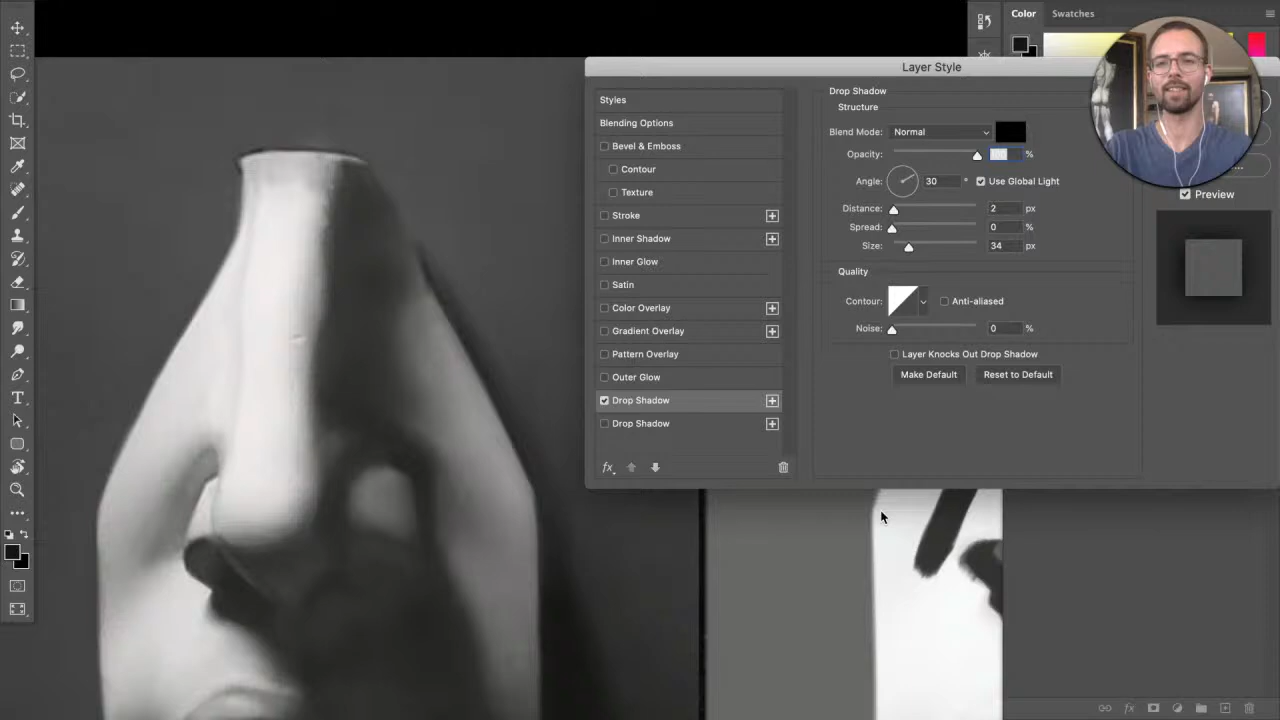 Color Swatches
Layer Style
Styles
Blending Options
Bevel & Emboss
Contour
Texture
Stroke
Inner Shadow
Inner Glow
Satin
Color Overlay
Gradient Overlay
Pattern Overlay
Outer Glow
Drop Shadow
Drop Shadow
fx
Drop Shadow
Structure
Blend Mode: Normal
Opacity: %
Angle: 30 ° Use Global Light
Distance: 2 px
Spread: 0 %
Size: 34 px
Quality
Contour: Anti-aliased
Noise: 0 %
Layer Knocks Out Drop Shadow
Make Default Reset to Default
Preview
T
fx